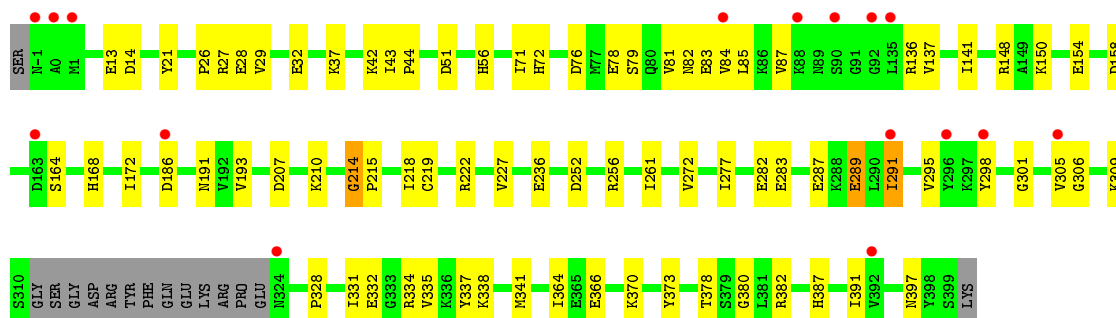 SER N-1 A0 M1 E13 D14 Y21 P26 R27 E28 V29 E32 K37 K42 I43 P44 D51 H56 I71 H72 D76 M77 E78 S79 Q80 V81 N82 E83 V84 L85 K86 V87 K88 N89 S90 G91 G92 L135 R136 V137 I141 R148 A149 K150 E154 D158
D163 S164 H168 I172 D186 N191 V192 V193 D207 K210 G214 P215 I218 C219 R222 V227 E236 D252 R256 I261 V272 I277 E282 E283 E287 K288 E289 L290 I291 V295 Y296 K297 Y298 G301 V305 G306 K309
S310 GLY SER GLY ASP ARG TYR PHE GLN GLU LYS ARG PRO GLU N324 P328 I331 E332 G333 R334 V335 K336 Y337 K338 M341 I364 E365 E366 K370 Y373 T378 S379 G380 L381 R382 H387 I391 V392 N397 Y398 S399 LYS